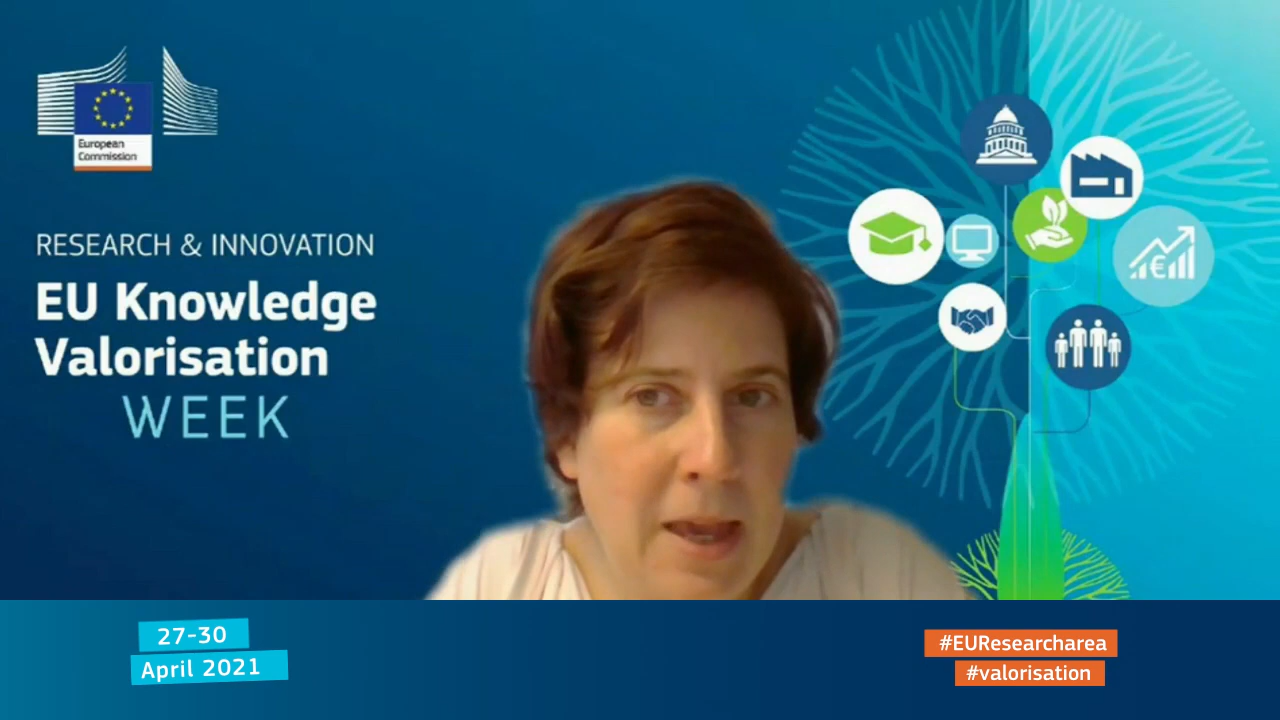 European
Commission
RESEARCH & INNOVATION
EU Knowledge
Valorisation
WEEK
€
27-30
April 2021
#EUResearcharea
#valorisation